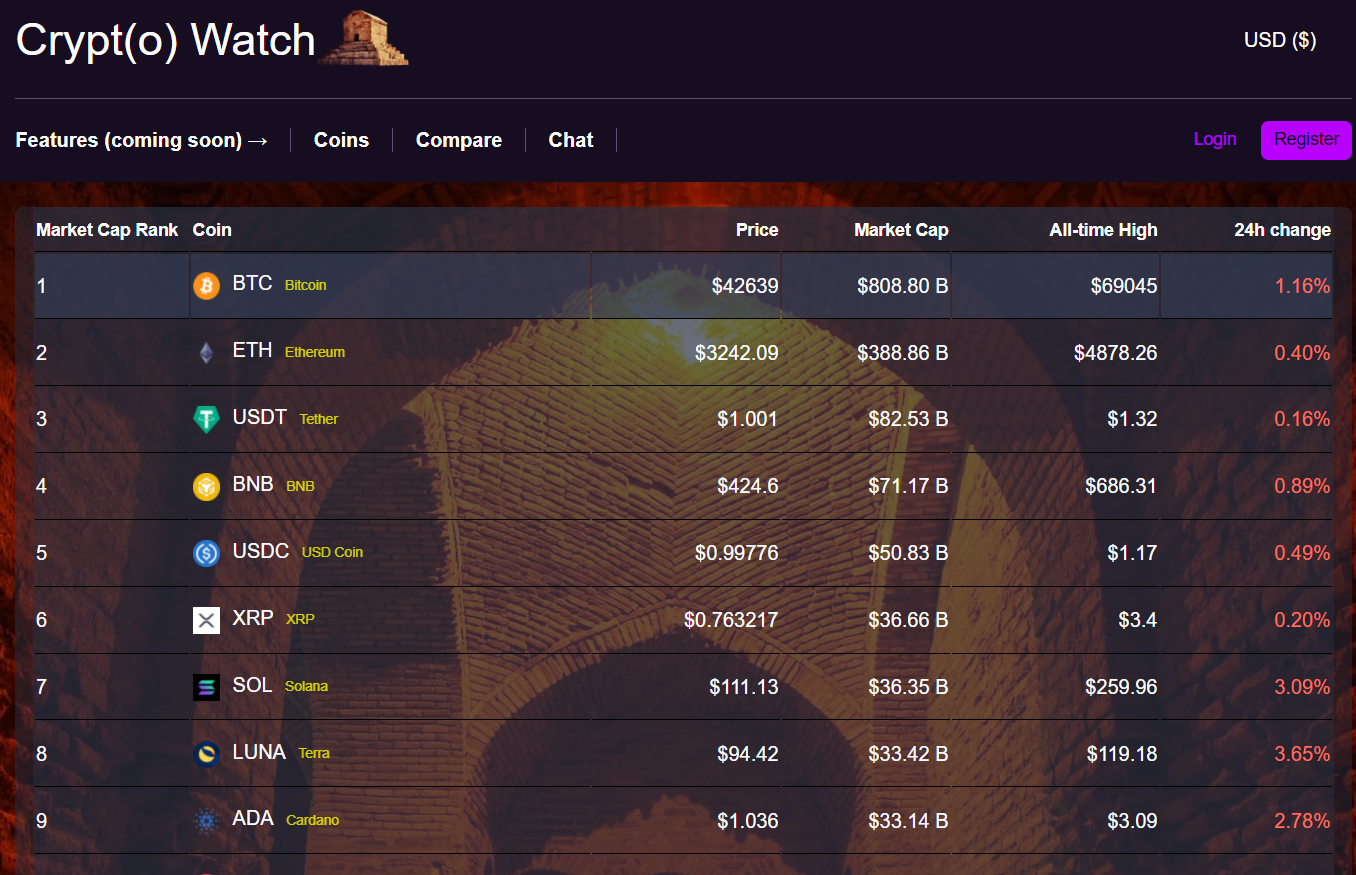 Crypt(o) Watch
USD ($)
Features (coming soon) → Coins Compare Chat Login Register
Market Cap Rank Coin Price Market Cap All-time High 24h change
1 BTC Bitcoin $42639 $808.80 B $69045 1.16%
2 ETH Ethereum $3242.09 $388.86 B $4878.26 0.40%
3 USDT Tether $1.001 $82.53 B $1.32 0.16%
4 BNB BNB $424.6 $71.17 B $686.31 0.89%
5 USDC USD Coin $0.99776 $50.83 B $1.17 0.49%
6 XRP XRP $0.763217 $36.66 B $3.4 0.20%
7 SOL Solana $111.13 $36.35 B $259.96 3.09%
8 LUNA Terra $94.42 $33.42 B $119.18 3.65%
9 ADA Cardano $1.036 $33.14 B $3.09 2.78%